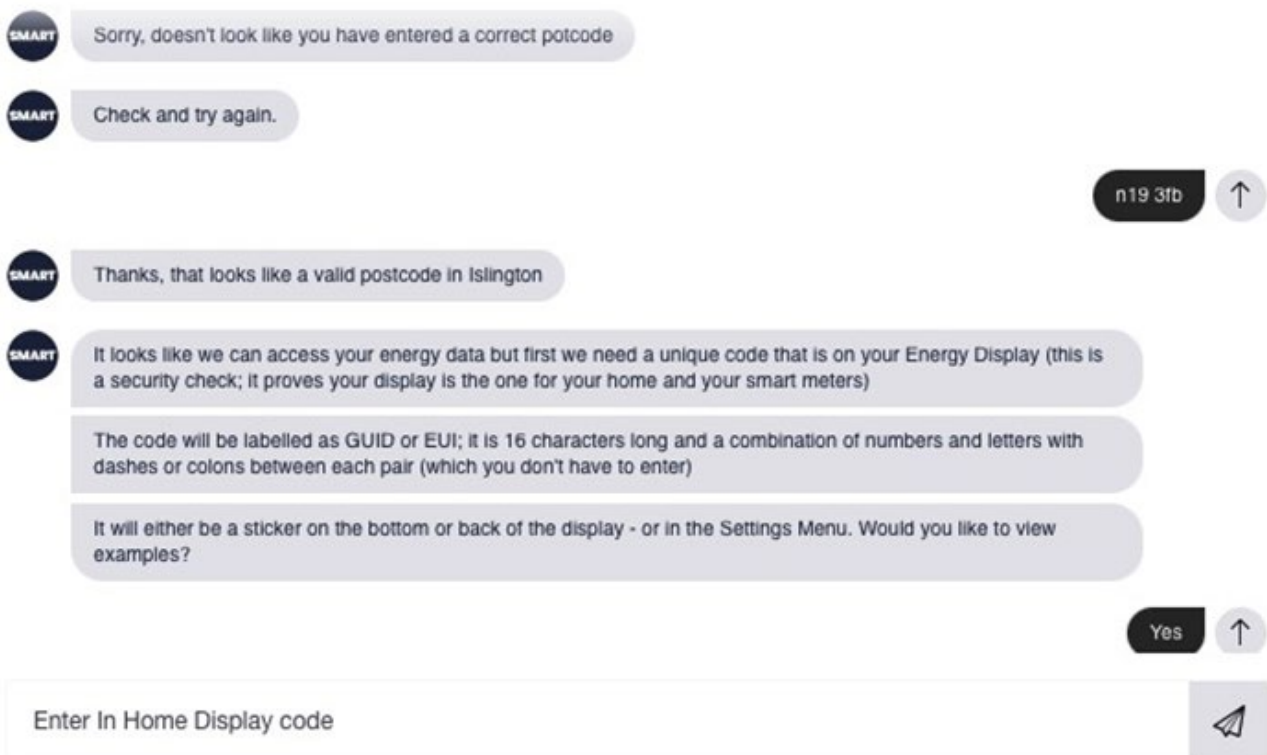 SMART
Sorry, doesn't look like you have entered a correct potcode
SMART
Check and try again.
n19 3fb
SMART
Thanks, that looks like a valid postcode in Islington
SMART
It looks like we can access your energy data but first we need a unique code that is on your Energy Display (this is
a security check; it proves your display is the one for your home and your smart meters)
The code will be labelled as GUID or EUI; it is 16 characters long and a combination of numbers and letters with
dashes or colons between each pair (which you don't have to enter)
It will either be a sticker on the bottom or back of the display - or in the Settings Menu. Would you like to view
examples?
Yes
Enter In Home Display code